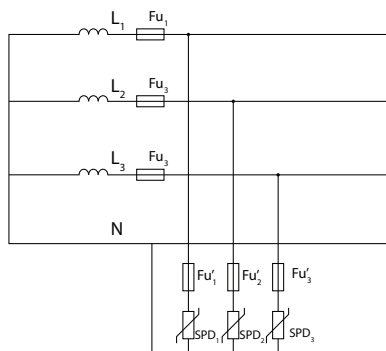 L₁ Fu₁
L₂ Fu₃
L₃ Fu₃
N
Fu'₁ Fu'₂ Fu'₃
SPD₁ SPD₂ SPD₃